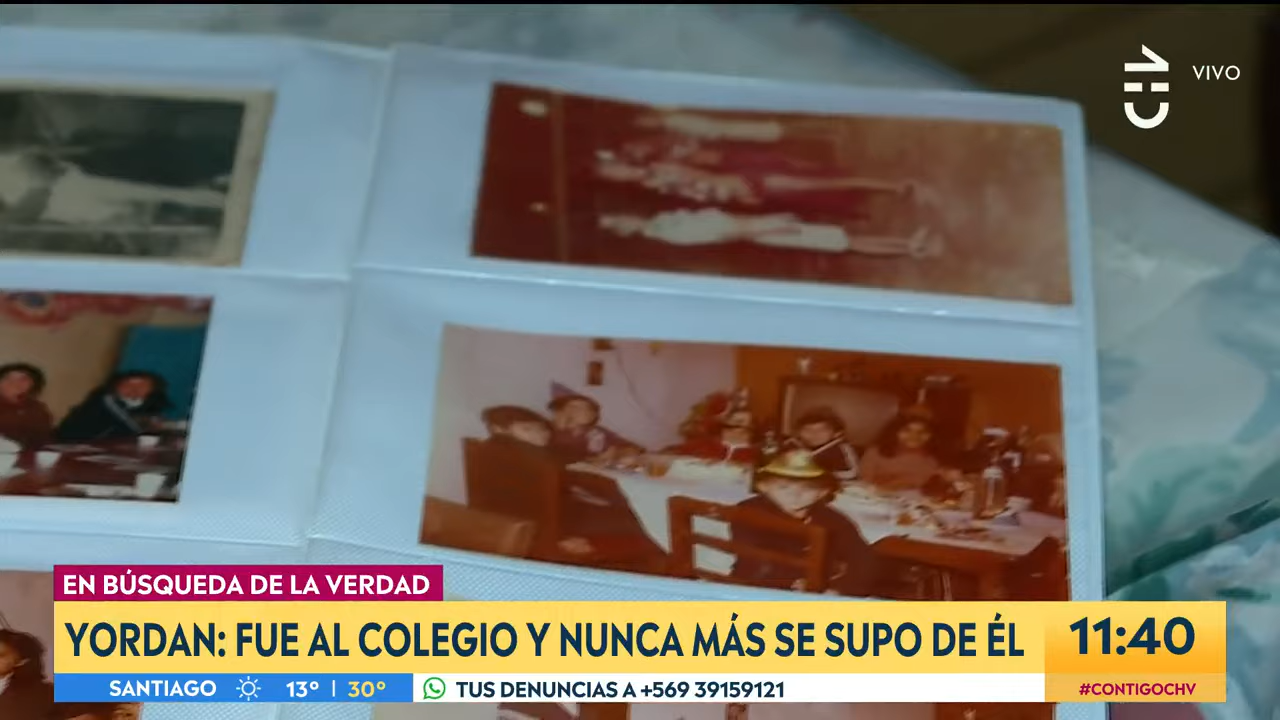 CHV
VIVO
EN BÚSQUEDA DE LA VERDAD
YORDAN: FUE AL COLEGIO Y NUNCA MÁS SE SUPO DE ÉL
11:40
SANTIAGO 13° | 30° TUS DENUNCIAS A +569 39159121
#CONTIGOCHV